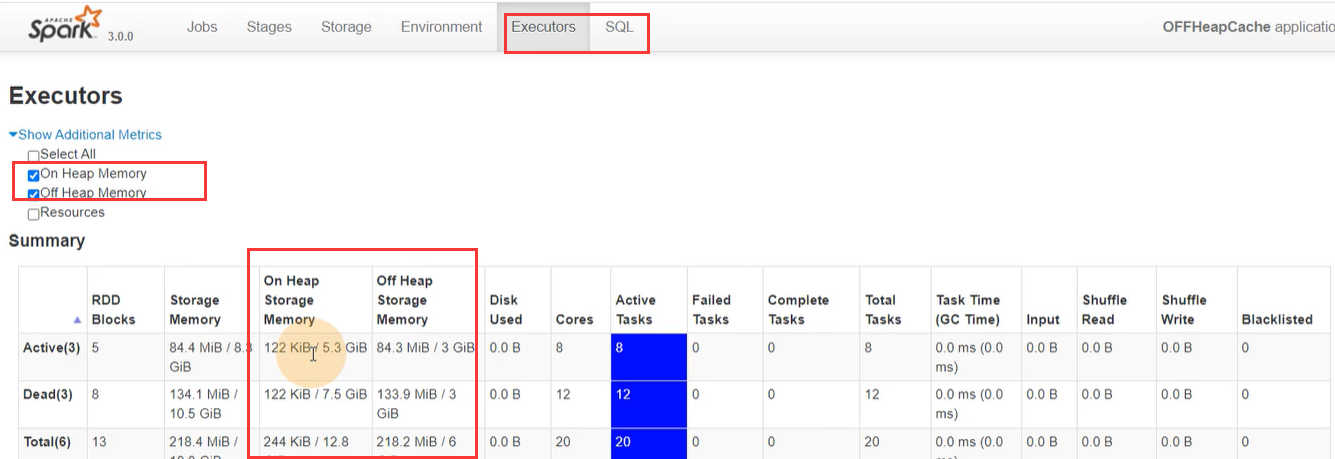 APACHE
Spark 3.0.0 Jobs Stages Storage Environment Executors SQL OFFHeapCache applicatio
Executors
Show Additional Metrics
Select All
On Heap Memory
Off Heap Memory
Resources
Summary
RDD Blocks Storage Memory On Heap Storage Memory Off Heap Storage Memory Disk Used Cores Active Tasks Failed Tasks Complete Tasks Total Tasks Task Time (GC Time) Input Shuffle Read Shuffle Write Blacklisted
Active(3) 5 84.4 MiB / 8.3 GiB 122 KiB / 5.3 GiB 84.3 MiB / 3 GiB 0.0 B 8 8 0 0 8 0.0 ms (0.0 ms) 0.0 B 0.0 B 0.0 B 0
Dead(3) 8 134.1 MiB / 10.5 GiB 122 KiB / 7.5 GiB 133.9 MiB / 3 GiB 0.0 B 12 12 0 0 12 0.0 ms (0.0 ms) 0.0 B 0.0 B 0.0 B 0
Total(6) 13 218.4 MiB / 244 KiB / 12.8 218.2 MiB / 6 0.0 B 20 20 0 0 20 0.0 ms (0.0 0.0 B 0.0 B 0.0 B 0